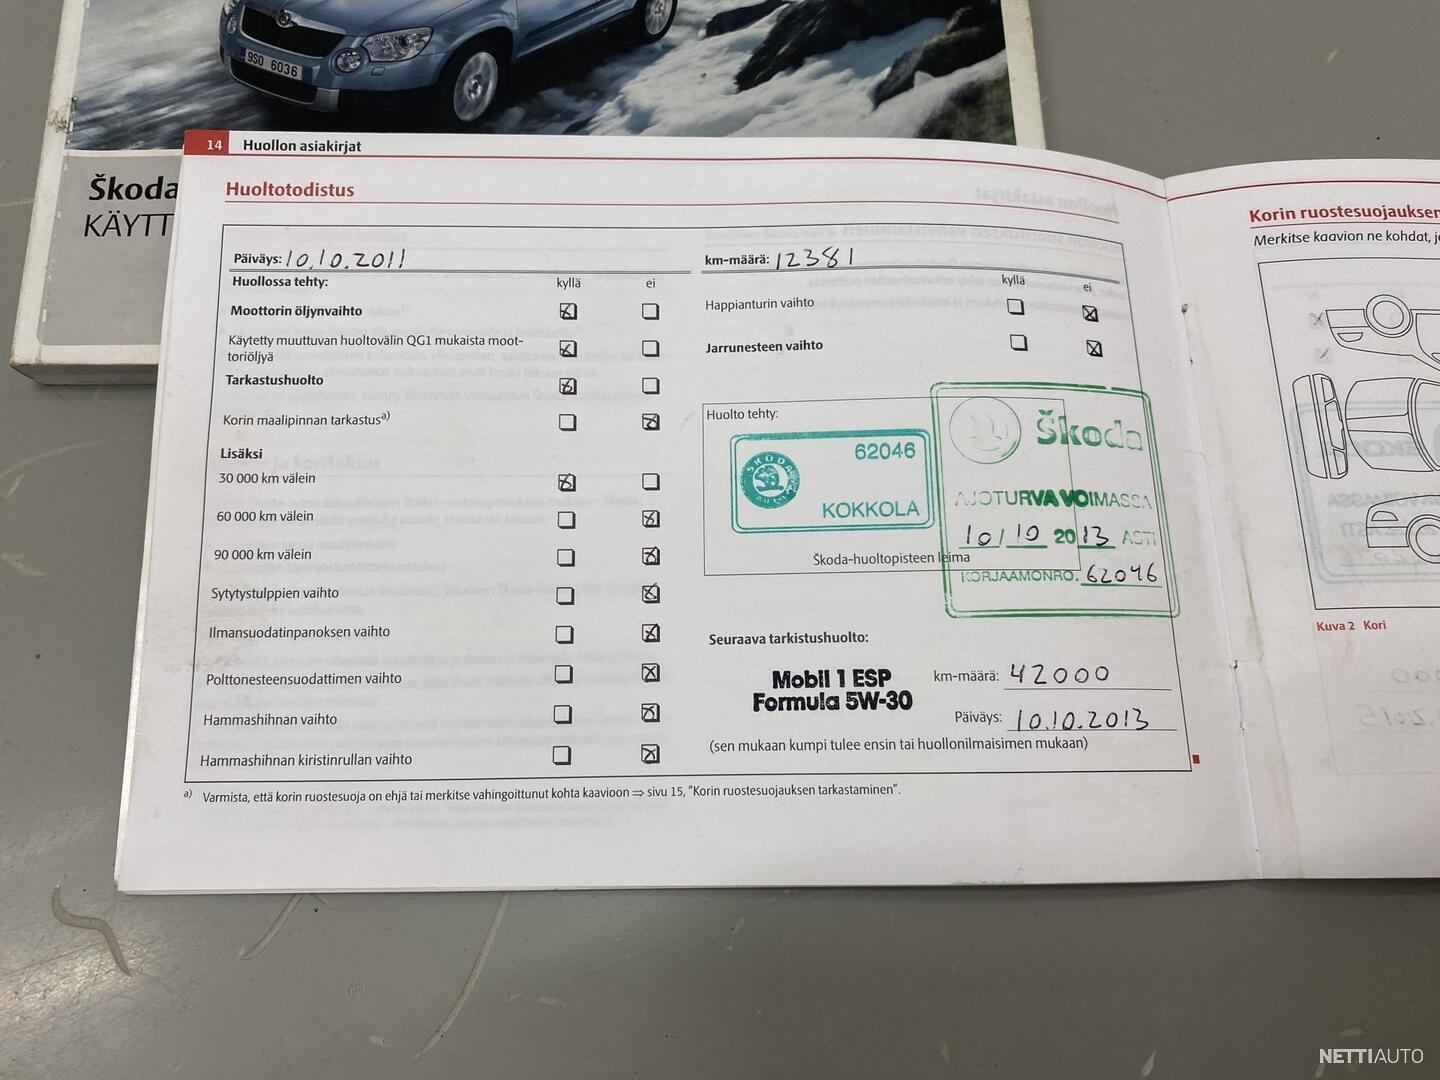 9S0 6036
Škoda
KÄYTT
14 Huollon asiakirjat
Huoltotodistus
Päiväys: 10.10.2011
Huollossa tehty: kyllä ei
Moottorin öljynvaihto
Käytetty muuttuvan huoltovälin QG1 mukaista moot-
toriöljyä
Tarkastushuolto
Korin maalipinnan tarkastus a)
Lisäksi
30 000 km välein
60 000 km välein
90 000 km välein
Sytytystulppien vaihto
Ilmansuodatinpanoksen vaihto
Polttonesteensuodattimen vaihto
Hammashihnan vaihto
Hammashihnan kiristinrullan vaihto
km-määrä: 12381
kyllä ei
Happianturin vaihto
Jarrunesteen vaihto
Huolto tehty:
SKODA
62046
KOKKOLA
Škoda-huoltopisteen leima
Škoda
AJOTURVA VOIMASSA
10/10 2013 ASTI
KORJAAMONRO. 62046
Seuraava tarkistushuolto:
Mobil 1 ESP
Formula 5W-30
km-määrä: 42000
Päiväys: 10.10.2013
(sen mukaan kumpi tulee ensin tai huollonilmaisimen mukaan)
a) Varmista, että korin ruostesuoja on ehjä tai merkitse vahingoittunut kohta kaavioon ⇒ sivu 15, "Korin ruostesuojauksen tarkastaminen".
Korin ruostesuojauksen
Merkitse kaavion ne kohdat, j
Kuva 2 Kori
NETTIAUTO